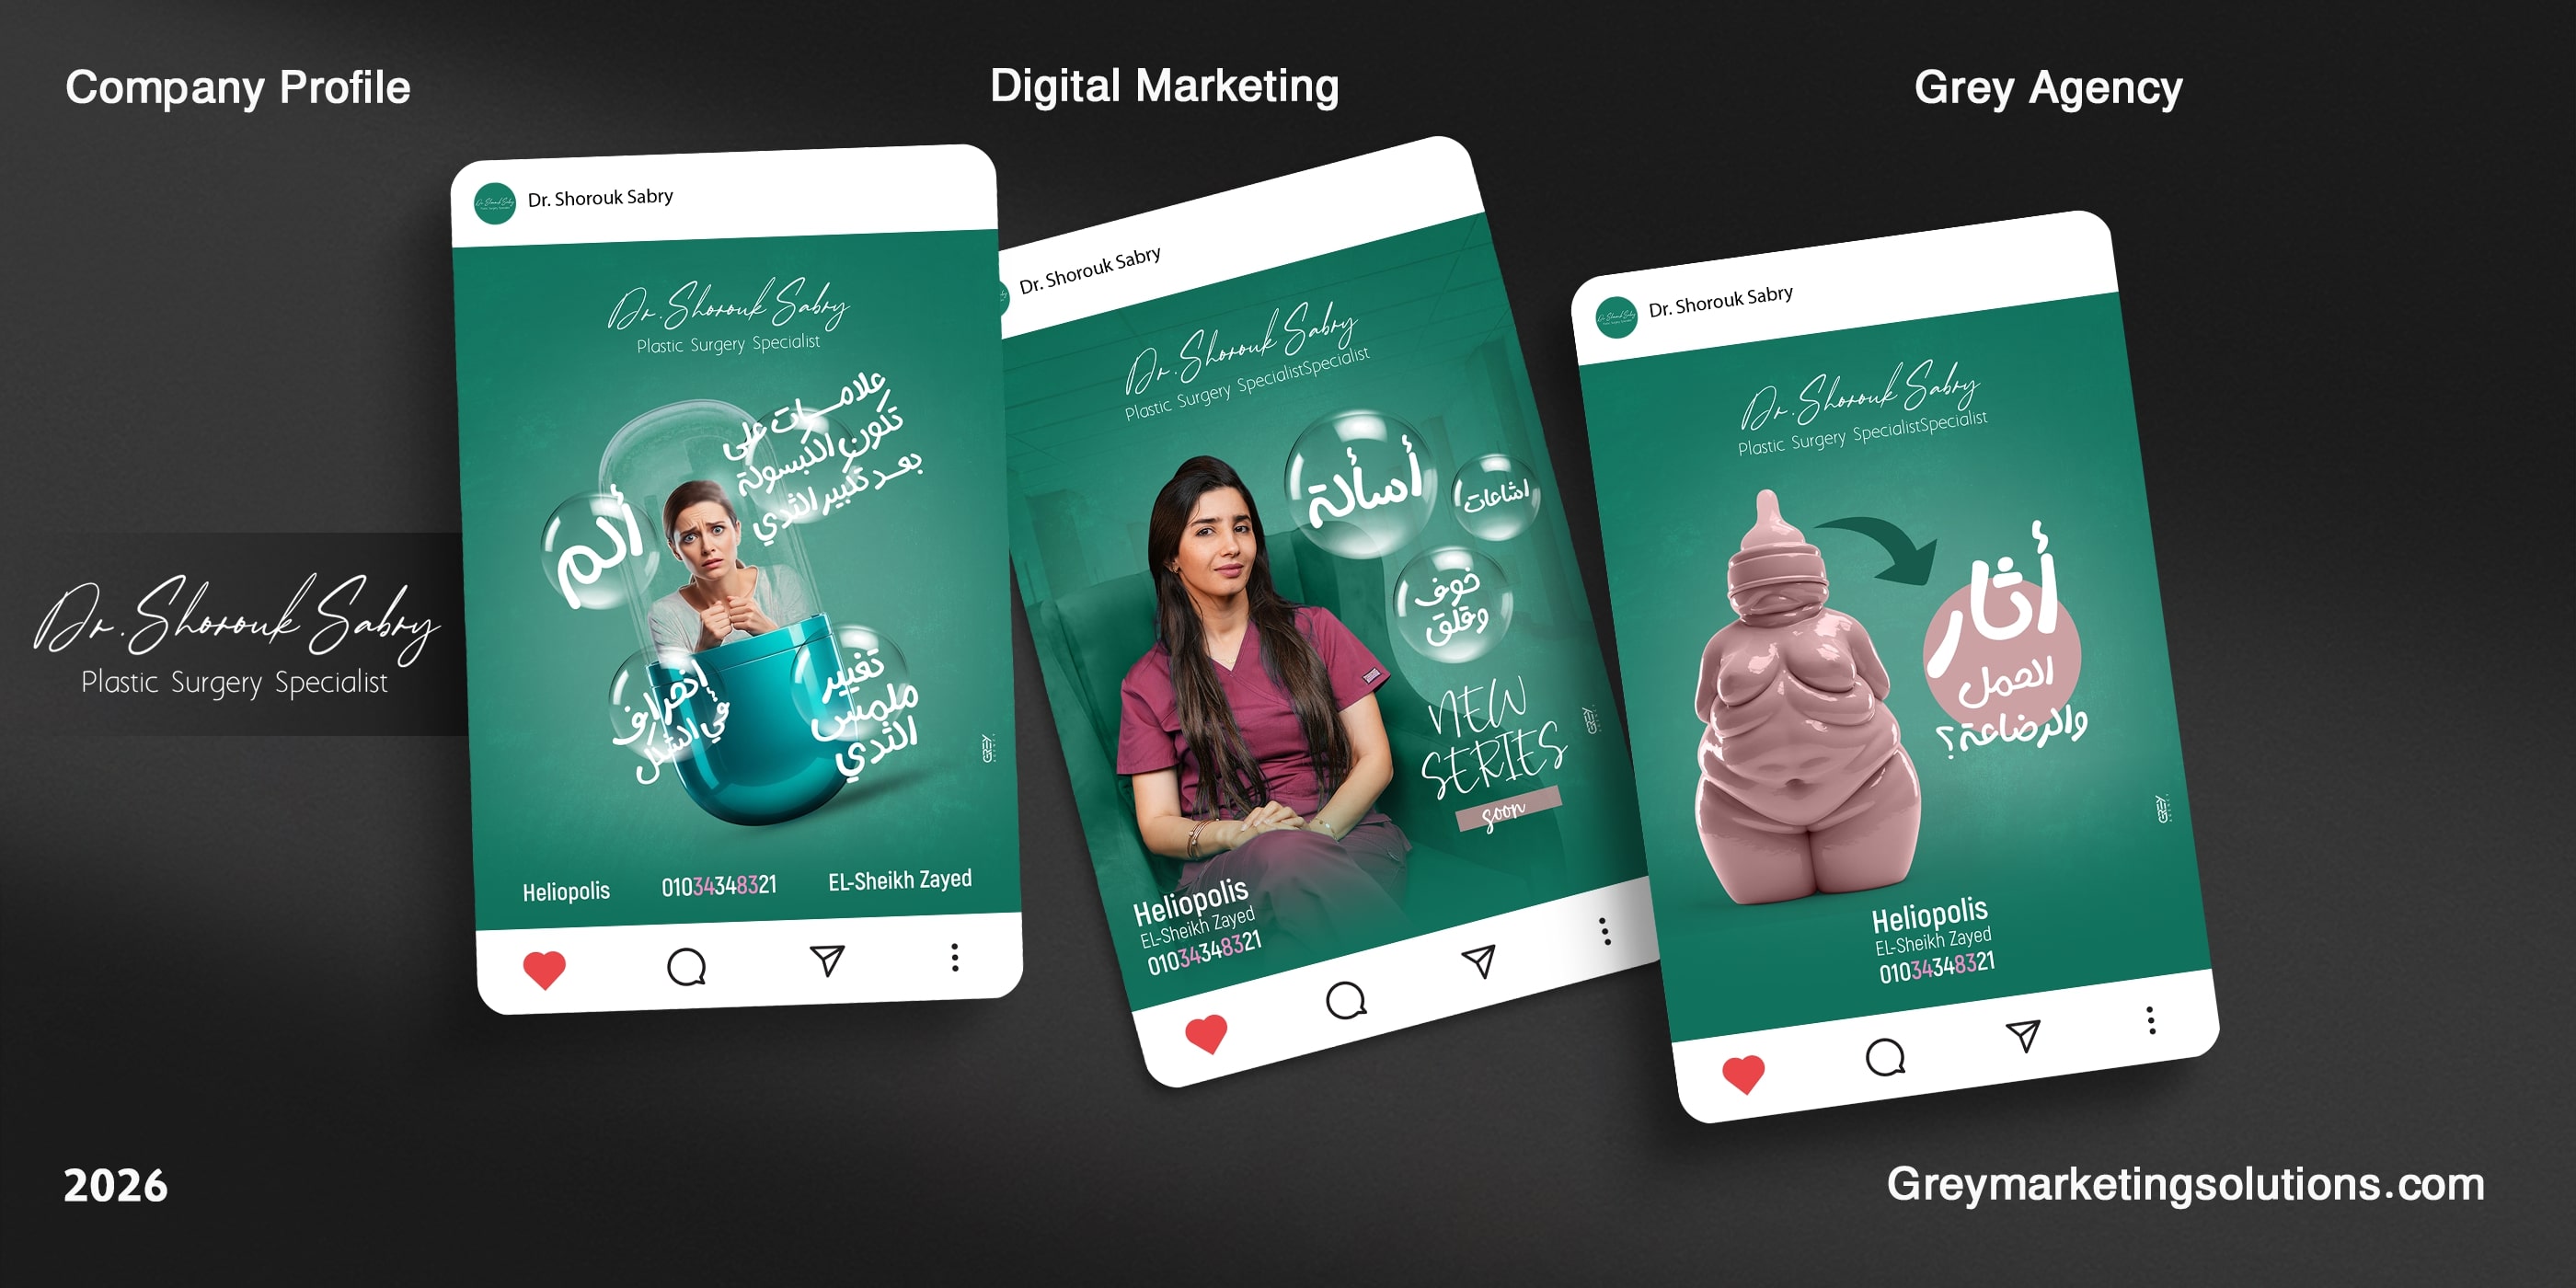 Company Profile
Digital Marketing
Grey Agency
Dr. Shorouk Sabry
Plastic Surgery Specialist
Dr. Shorouk Sabry
Dr. Shorouk Sabry
Plastic Surgery Specialist
علامات على
تكون الكبسولة
بعد تكبير الثدي
ألم
انحراف
في الشكل
تغيير
ملمس
الثدي
GREY
Heliopolis
01034348321
EL-Sheikh Zayed
Dr. Shorouk Sabry
Dr. Shorouk Sabry
Plastic Surgery SpecialistSpecialist
أسألة
اشاعات
خوف
وقلق
NEW
SERIES
soon
GREY
Heliopolis
EL-Sheikh Zayed
01034348321
Dr. Shorouk Sabry
Dr. Shorouk Sabry
Plastic Surgery SpecialistSpecialist
أثار
الحمل
والرضاعة؟
GREY
Heliopolis
EL-Sheikh Zayed
01034348321
2026
Greymarketingsolutions.com